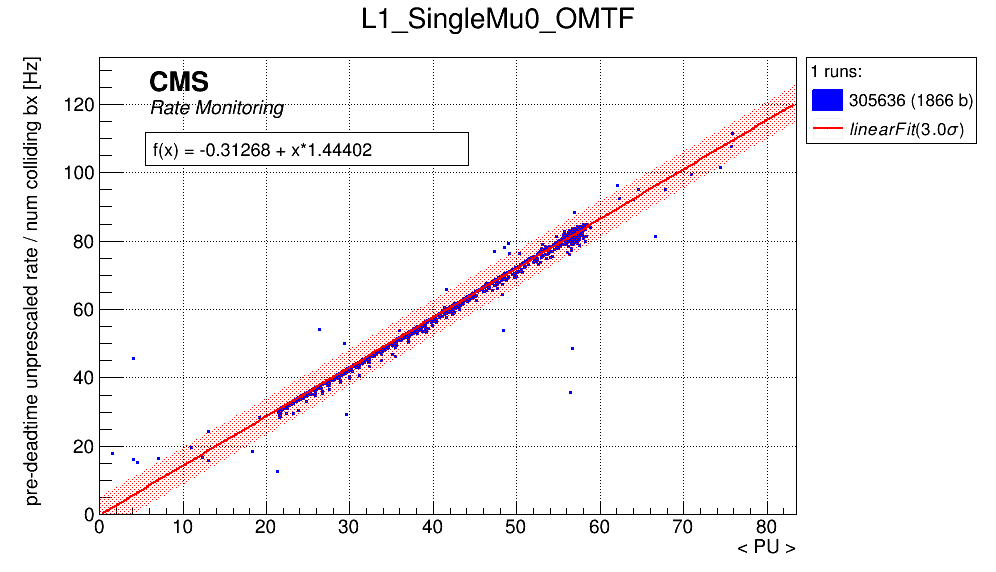 L1_SingleMu0_OMTF
pre-deadtime unprescaled rate / num colliding bx [Hz]
CMS
Rate Monitoring
f(x) = -0.31268 + x*1.44402
1 runs:
305636 (1866 b)
linearFit(3.0σ)
120
100
80
60
40
20
0
0 10 20 30 40 50 60 70 80
< PU >